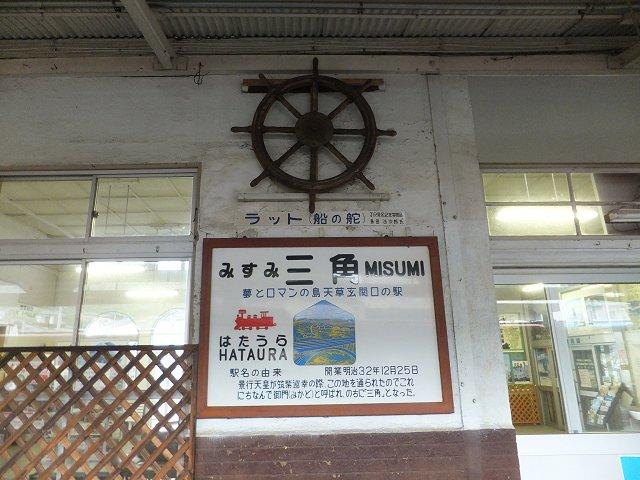 ラット(船の舵)
みすみ 三角 MISUMI
夢とロマンの島天草玄関口の駅
はたうら
HATAURA
駅名の由来 開業明治32年12月25日
景行天皇が筑紫巡幸の際、この地を通られたのでこれ
にちなんで御門(みかど)と呼ばれ、のちに「三角」となった。